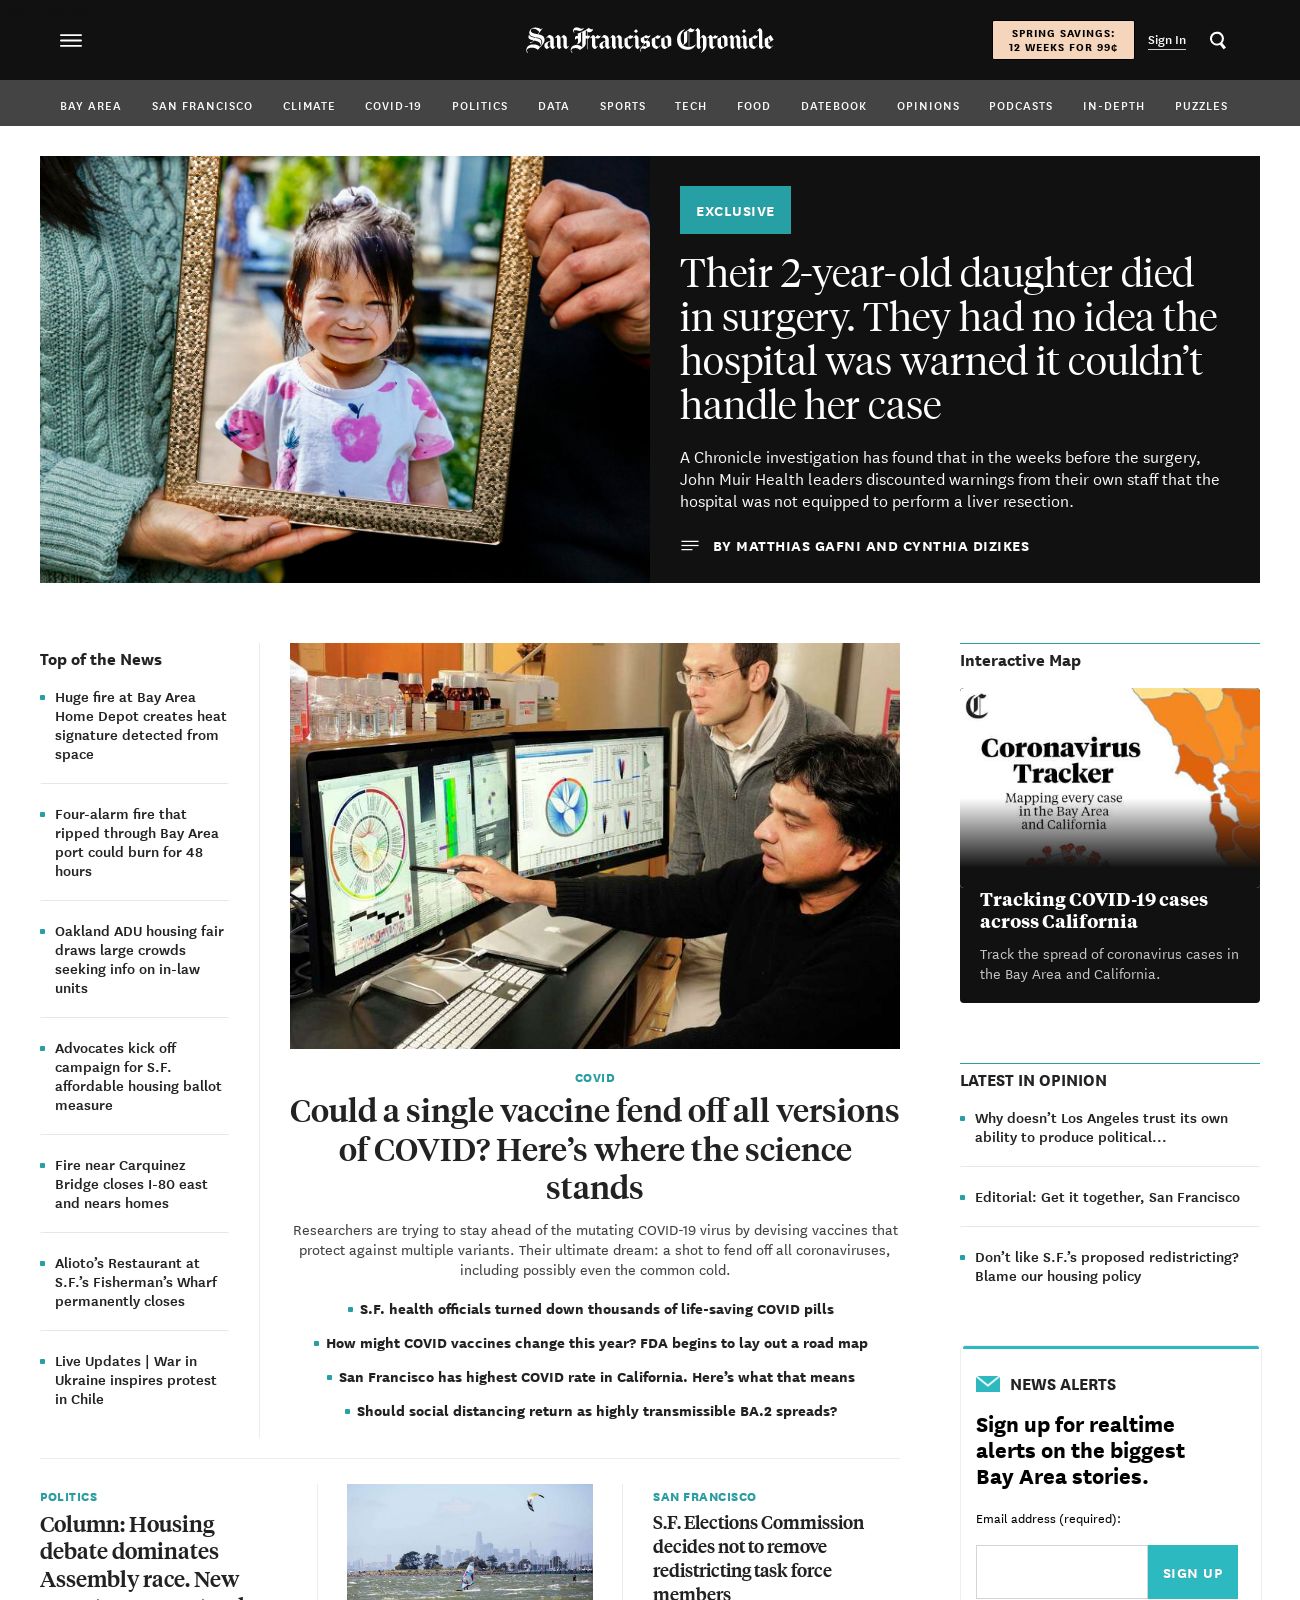 San Francisco Chronicle
SPRING SAVINGS:
12 WEEKS FOR 99¢
Sign In
BAY AREA SAN FRANCISCO CLIMATE COVID-19 POLITICS DATA SPORTS TECH FOOD DATEBOOK OPINIONS PODCASTS IN-DEPTH PUZZLES
EXCLUSIVE
Their 2-year-old daughter died
in surgery. They had no idea the
hospital was warned it couldn’t
handle her case
A Chronicle investigation has found that in the weeks before the surgery,
John Muir Health leaders discounted warnings from their own staff that the
hospital was not equipped to perform a liver resection.
BY MATTHIAS GAFNI AND CYNTHIA DIZIKES
Top of the News
Huge fire at Bay Area
Home Depot creates heat
signature detected from
space
Four-alarm fire that
ripped through Bay Area
port could burn for 48
hours
Oakland ADU housing fair
draws large crowds
seeking info on in-law
units
Advocates kick off
campaign for S.F.
affordable housing ballot
measure
Fire near Carquinez
Bridge closes I-80 east
and nears homes
Alioto’s Restaurant at
S.F.’s Fisherman’s Wharf
permanently closes
Live Updates | War in
Ukraine inspires protest
in Chile
COVID
Could a single vaccine fend off all versions
of COVID? Here’s where the science
stands
Researchers are trying to stay ahead of the mutating COVID-19 virus by devising vaccines that
protect against multiple variants. Their ultimate dream: a shot to fend off all coronaviruses,
including possibly even the common cold.
S.F. health officials turned down thousands of life-saving COVID pills
How might COVID vaccines change this year? FDA begins to lay out a road map
San Francisco has highest COVID rate in California. Here’s what that means
Should social distancing return as highly transmissible BA.2 spreads?
Interactive Map
C
Coronavirus
Tracker
Mapping every case
in the Bay Area
and California
Tracking COVID-19 cases
across California
Track the spread of coronavirus cases in
the Bay Area and California.
LATEST IN OPINION
Why doesn’t Los Angeles trust its own
ability to produce political…
Editorial: Get it together, San Francisco
Don’t like S.F.’s proposed redistricting?
Blame our housing policy
NEWS ALERTS
Sign up for realtime
alerts on the biggest
Bay Area stories.
Email address (required):
SIGN UP
POLITICS
Column: Housing
debate dominates
Assembly race. New
SAN FRANCISCO
S.F. Elections Commission
decides not to remove
redistricting task force
members